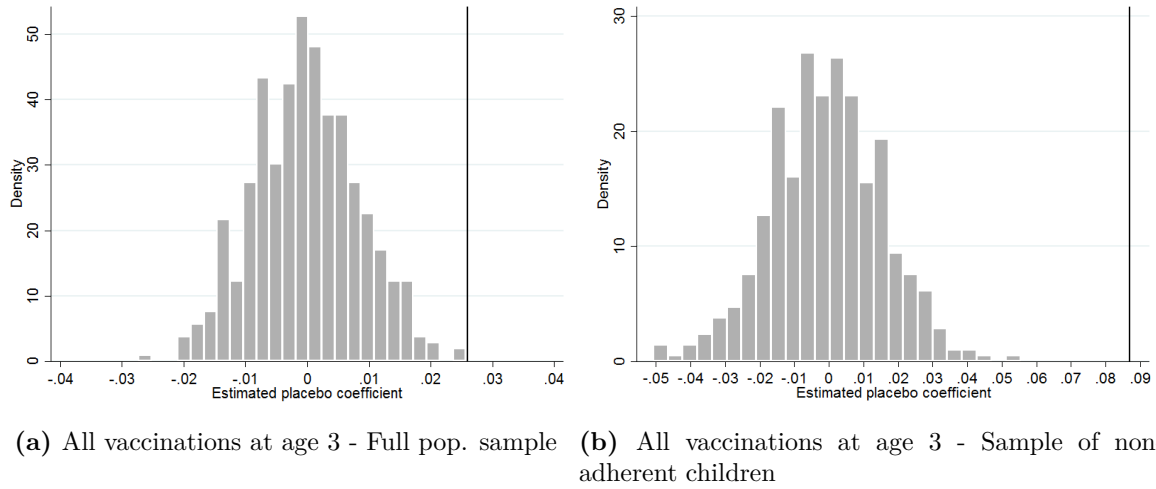 50
40
30
20
10
0
Density
-.04 -.03 -.02 -.01 0 .01 .02 .03 .04
Estimated placebo coefficient
30
20
10
0
Density
-.05 -.04 -.03 -.02 -.01 0 .01 .02 .03 .04 .05 .06 .07 .08 .09
Estimated placebo coefficient
(a) All vaccinations at age 3 - Full pop. sample
(b) All vaccinations at age 3 - Sample of non
adherent children